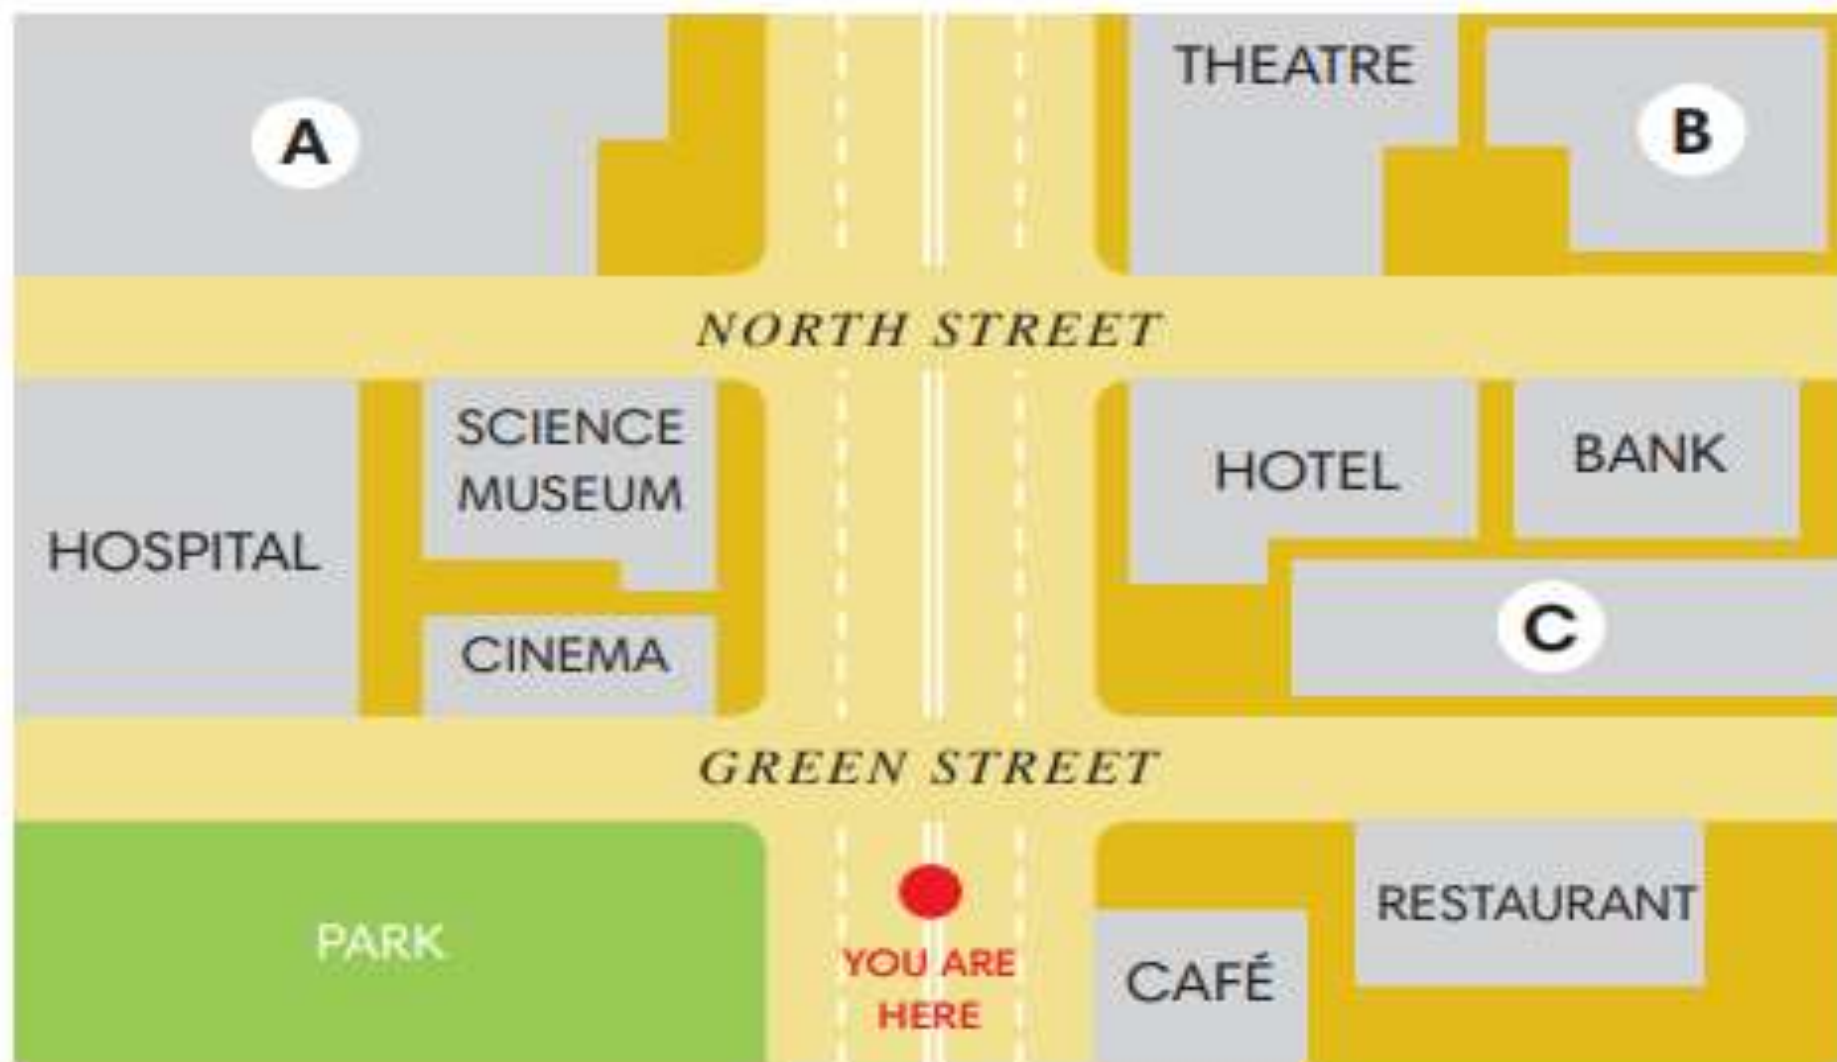 A
THEATRE
B
NORTH STREET
HOSPITAL
SCIENCE
MUSEUM
CINEMA
HOTEL
BANK
C
GREEN STREET
PARK
YOU ARE
HERE
CAFÉ
RESTAURANT